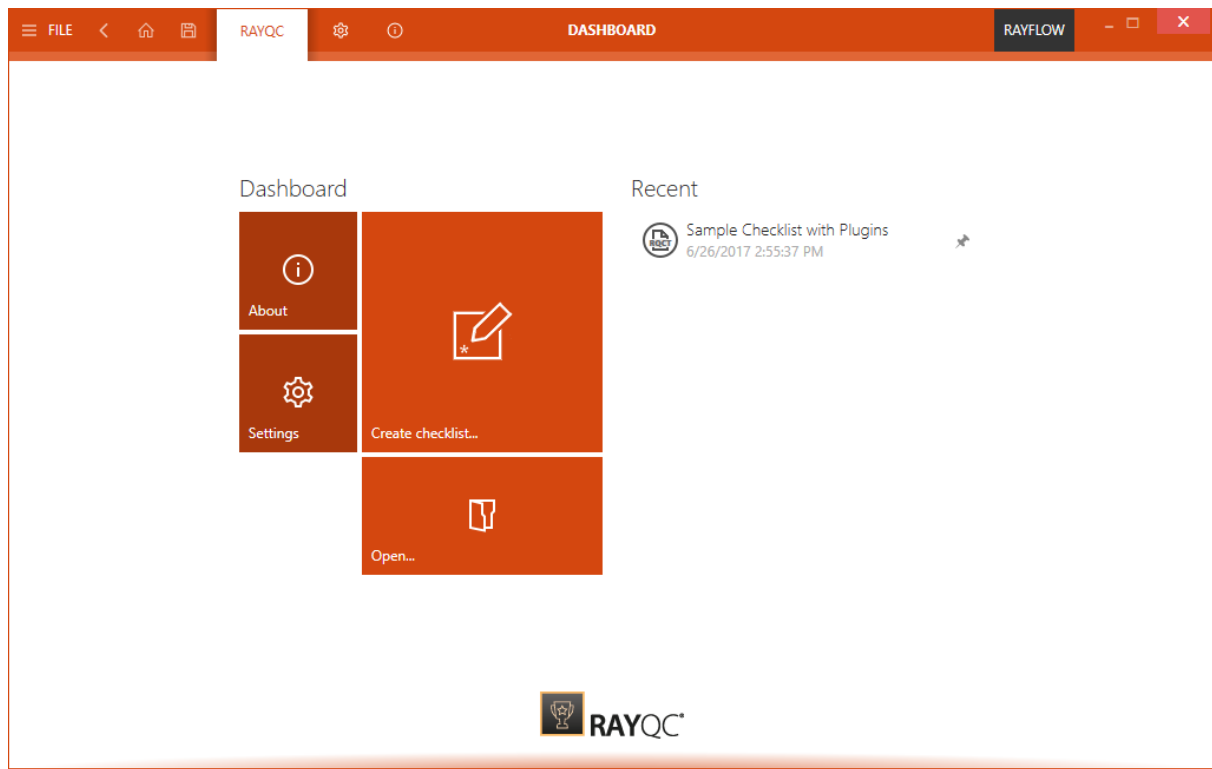 FILE
RAYQC
DASHBOARD
RAYFLOW
Dashboard
About
Settings
Create checklist...
Open...
Recent
RQCT
Sample Checklist with Plugins
6/26/2017 2:55:37 PM
RAYQC